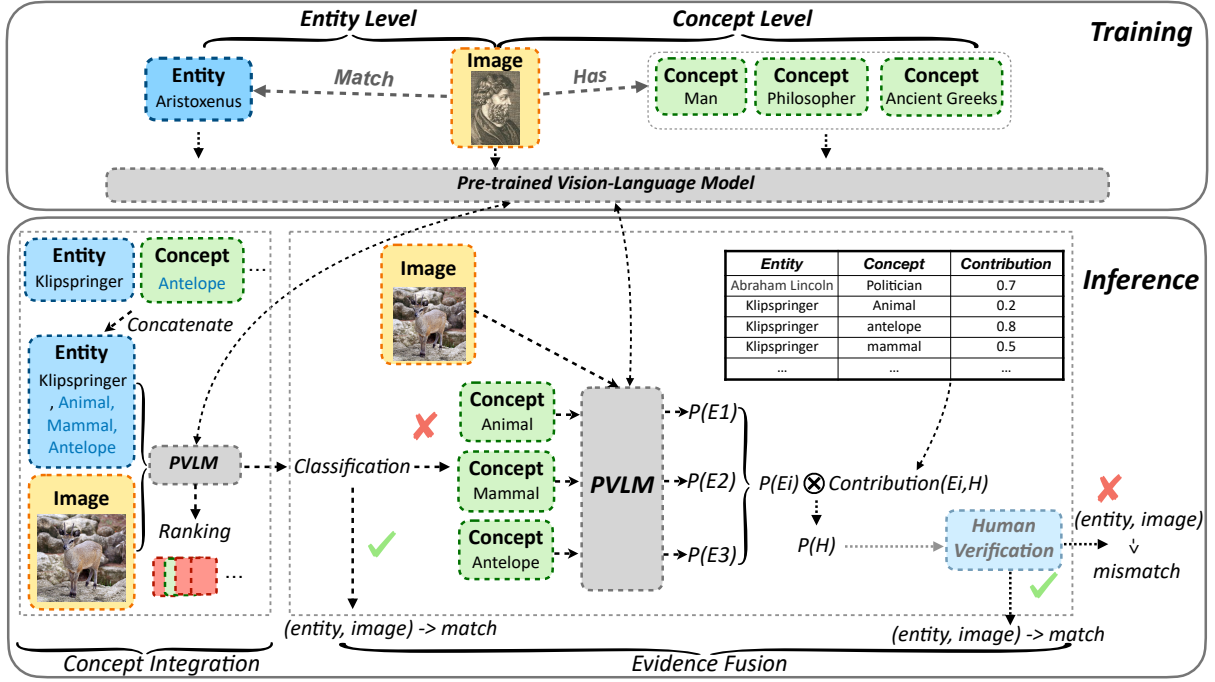 Entity Level
Concept Level
Training
Entity
Aristoxenus
Match
Image
Has
Concept
Man
Concept
Philosopher
Concept
Ancient Greeks
Pre-trained Vision-Language Model
Inference
Entity
Klipspringer
Concept
Antelope
...
Concatenate
Entity
Klipspringer
, Animal,
Mammal,
Antelope
Image
PVLM
Ranking
...
Concept Integration
Image
Classification
✘
✓
(entity, image) -> match
Concept
Animal
Concept
Mammal
Concept
Antelope
PVLM
P(E1)
P(E2)
P(E3)
Entity Concept Contribution
Abraham Lincoln Politician 0.7
Klipspringer Animal 0.2
Klipspringer antelope 0.8
Klipspringer mammal 0.5
... ... ...
P(Ei) ⊗ Contribution(Ei,H)
P(H)
Human
Verification
✘
(entity, image)
->
mismatch
✓
(entity, image) -> match
Evidence Fusion